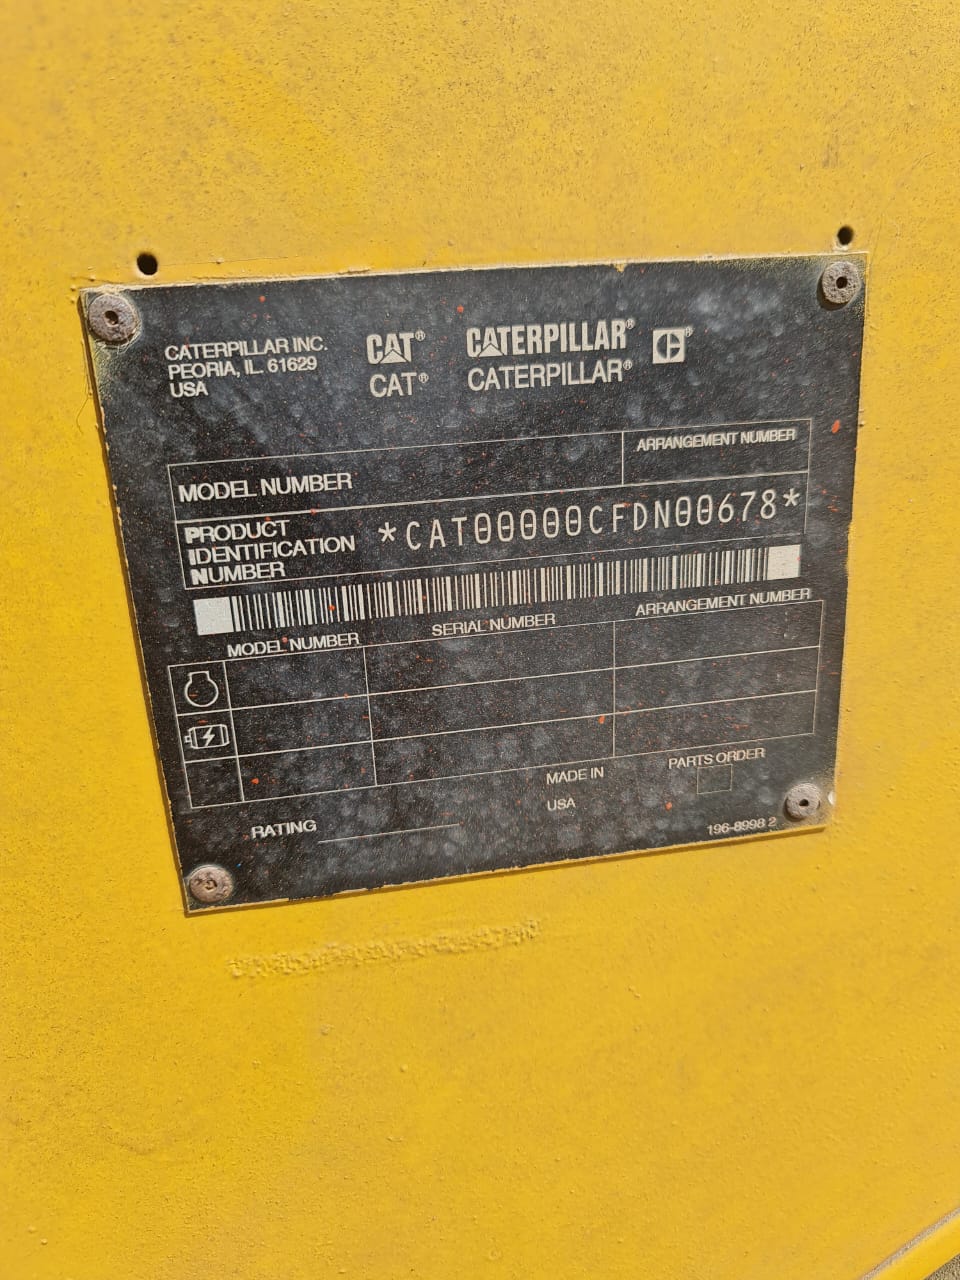 CATERPILLAR INC.
PEORIA, IL. 61629
USA
CAT®
CAT®
CATERPILLAR®
CATERPILLAR®
MODEL NUMBER
ARRANGEMENT NUMBER
PRODUCT
IDENTIFICATION
NUMBER
*CAT00000CFDN00678*
MODEL NUMBER
SERIAL NUMBER
ARRANGEMENT NUMBER
MADE IN
USA
PARTS ORDER
RATING
196-8998 2